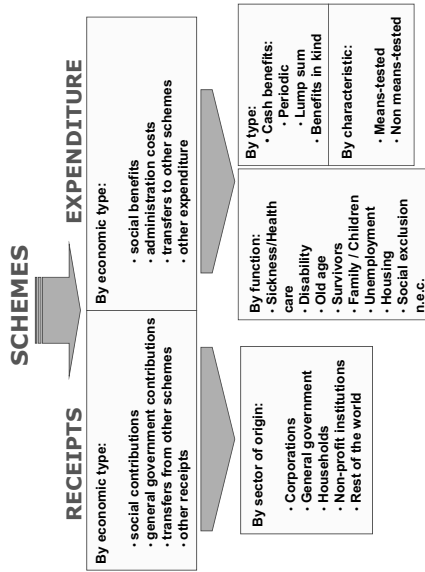 SCHEMES
RECEIPTS
EXPENDITURE
By economic type:
• social contributions
• general government contributions
• transfers from other schemes
• other receipts
By economic type:
• social benefits
• administration costs
• transfers to other schemes
• other expenditure
By sector of origin:
• Corporations
• General government
• Households
• Non-profit institutions
• Rest of the world
By function:
• Sickness/Health
care
• Disability
• Old age
• Survivors
• Family / Children
• Unemployment
• Housing
• Social exclusion
n.e.c.
By type:
• Cash benefits:
• Periodic
• Lump sum
• Benefits in kind
By characteristic:
• Means-tested
• Non means-tested